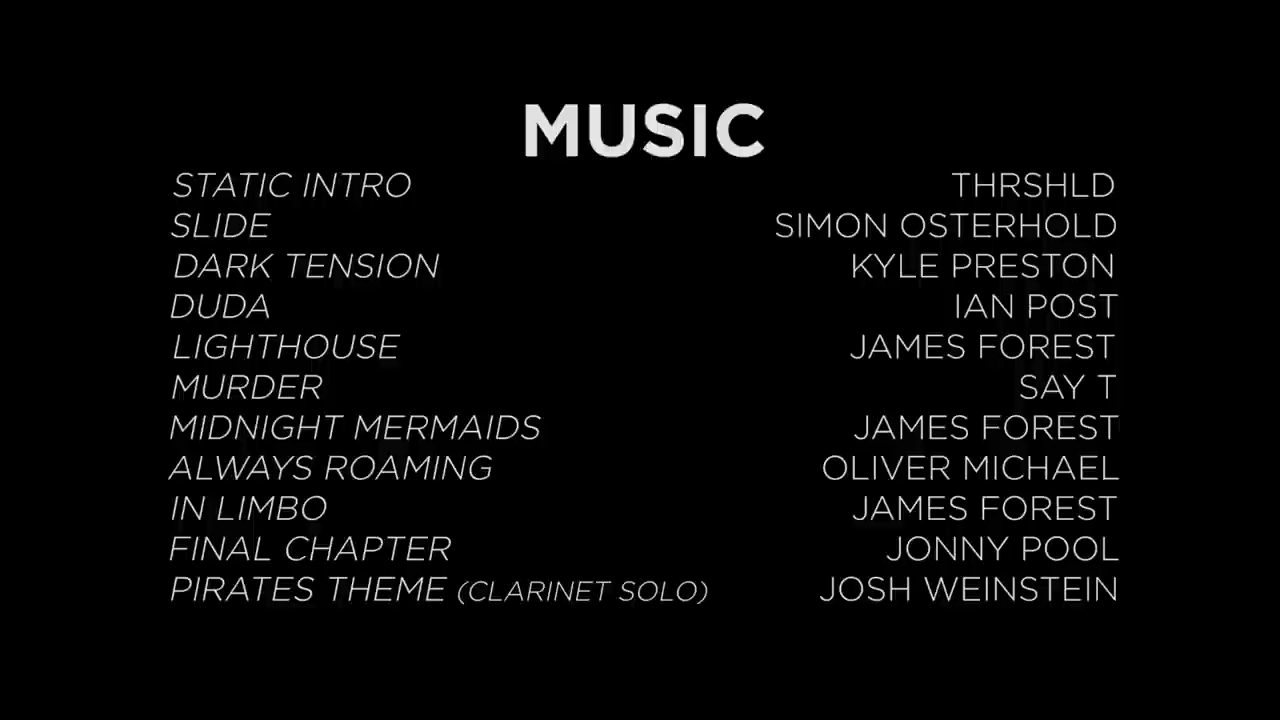 MUSIC
STATIC INTRO THRSHLD
SLIDE SIMON OSTERHOLD
DARK TENSION KYLE PRESTON
DUDA IAN POST
LIGHTHOUSE JAMES FOREST
MURDER SAY T
MIDNIGHT MERMAIDS JAMES FOREST
ALWAYS ROAMING OLIVER MICHAEL
IN LIMBO JAMES FOREST
FINAL CHAPTER JONNY POOL
PIRATES THEME (CLARINET SOLO) JOSH WEINSTEIN